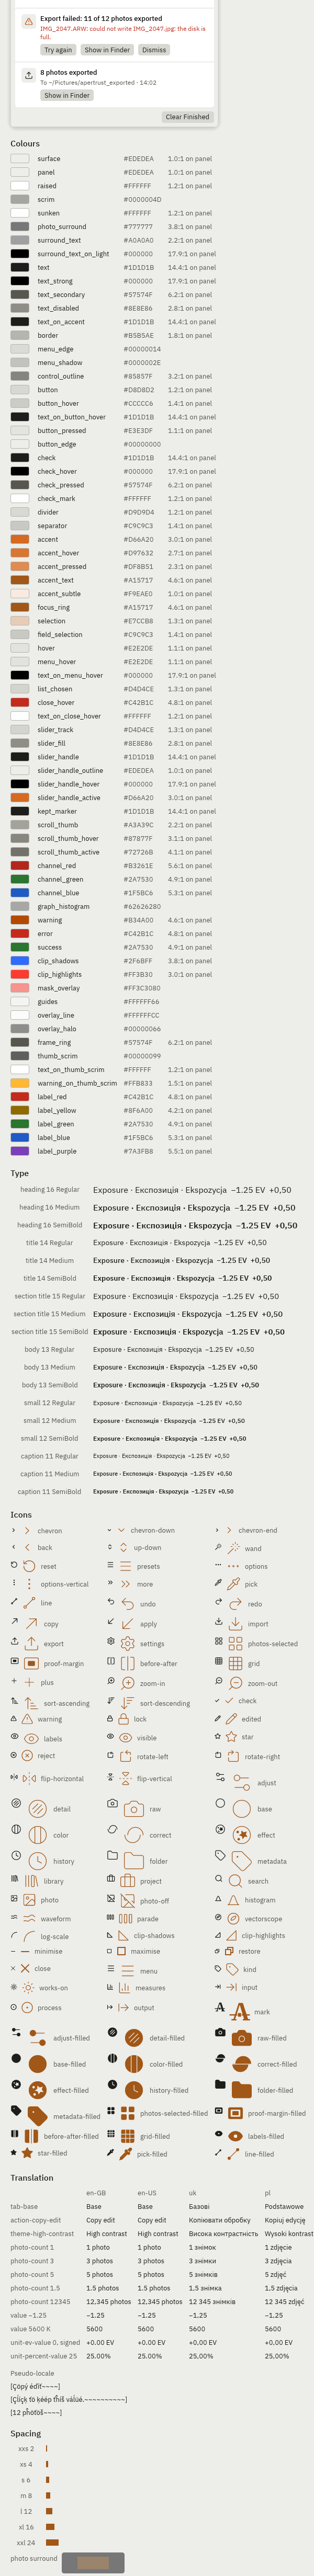 Export failed: 11 of 12 photos exported
IMG_2047.ARW: could not write IMG_2047.jpg: the disk is
full.
Try again Show in Finder Dismiss
8 photos exported
To ~/Pictures/apertrust_exported · 14:02
Show in Finder
Clear Finished
Colours
surface #EDEDEA 1.0:1 on panel
panel #EDEDEA 1.0:1 on panel
raised #FFFFFF 1.2:1 on panel
scrim #0000004D
sunken #FFFFFF 1.2:1 on panel
photo_surround #777777 3.8:1 on panel
surround_text #A0A0A0 2.2:1 on panel
surround_text_on_light #000000 17.9:1 on panel
text #1D1D1B 14.4:1 on panel
text_strong #000000 17.9:1 on panel
text_secondary #57574F 6.2:1 on panel
text_disabled #8E8E86 2.8:1 on panel
text_on_accent #1D1D1B 14.4:1 on panel
border #B5B5AE 1.8:1 on panel
menu_edge #00000014
menu_shadow #0000002E
control_outline #85857F 3.2:1 on panel
button #D8D8D2 1.2:1 on panel
button_hover #CCCCC6 1.4:1 on panel
text_on_button_hover #1D1D1B 14.4:1 on panel
button_pressed #E3E3DF 1.1:1 on panel
button_edge #00000000
check #1D1D1B 14.4:1 on panel
check_hover #000000 17.9:1 on panel
check_pressed #57574F 6.2:1 on panel
check_mark #FFFFFF 1.2:1 on panel
divider #D9D9D4 1.2:1 on panel
separator #C9C9C3 1.4:1 on panel
accent #D66A20 3.0:1 on panel
accent_hover #D97632 2.7:1 on panel
accent_pressed #DF8B51 2.3:1 on panel
accent_text #A15717 4.6:1 on panel
accent_subtle #F9EAE0 1.0:1 on panel
focus_ring #A15717 4.6:1 on panel
selection #E7CCB8 1.3:1 on panel
field_selection #C9C9C3 1.4:1 on panel
hover #E2E2DE 1.1:1 on panel
menu_hover #E2E2DE 1.1:1 on panel
text_on_menu_hover #000000 17.9:1 on panel
list_chosen #D4D4CE 1.3:1 on panel
close_hover #C42B1C 4.8:1 on panel
text_on_close_hover #FFFFFF 1.2:1 on panel
slider_track #D4D4CE 1.3:1 on panel
slider_fill #8E8E86 2.8:1 on panel
slider_handle #1D1D1B 14.4:1 on panel
slider_handle_outline #EDEDEA 1.0:1 on panel
slider_handle_hover #000000 17.9:1 on panel
slider_handle_active #D66A20 3.0:1 on panel
kept_marker #1D1D1B 14.4:1 on panel
scroll_thumb #A3A39C 2.2:1 on panel
scroll_thumb_hover #87877F 3.1:1 on panel
scroll_thumb_active #72726B 4.1:1 on panel
channel_red #B3261E 5.6:1 on panel
channel_green #2A7530 4.9:1 on panel
channel_blue #1F5BC6 5.3:1 on panel
graph_histogram #62626280
warning #B34A00 4.6:1 on panel
error #C42B1C 4.8:1 on panel
success #2A7530 4.9:1 on panel
clip_shadows #2F6BFF 3.8:1 on panel
clip_highlights #FF3B30 3.0:1 on panel
mask_overlay #FF3C3080
guides #FFFFFF66
overlay_line #FFFFFFCC
overlay_halo #00000066
frame_ring #57574F 6.2:1 on panel
thumb_scrim #00000099
text_on_thumb_scrim #FFFFFF 1.2:1 on panel
warning_on_thumb_scrim #FFB833 1.5:1 on panel
label_red #C42B1C 4.8:1 on panel
label_yellow #8F6A00 4.2:1 on panel
label_green #2A7530 4.9:1 on panel
label_blue #1F5BC6 5.3:1 on panel
label_purple #7A3FB8 5.5:1 on panel
Type
heading 16 Regular Exposure · Експозиція · Ekspozycja −1.25 EV +0,50
heading 16 Medium Exposure · Експозиція · Ekspozycja −1.25 EV +0,50
heading 16 SemiBold Exposure · Експозиція · Ekspozycja −1.25 EV +0,50
title 14 Regular Exposure · Експозиція · Ekspozycja −1.25 EV +0,50
title 14 Medium Exposure · Експозиція · Ekspozycja −1.25 EV +0,50
title 14 SemiBold Exposure · Експозиція · Ekspozycja −1.25 EV +0,50
section title 15 Regular Exposure · Експозиція · Ekspozycja −1.25 EV +0,50
section title 15 Medium Exposure · Експозиція · Ekspozycja −1.25 EV +0,50
section title 15 SemiBold Exposure · Експозиція · Ekspozycja −1.25 EV +0,50
body 13 Regular Exposure · Експозиція · Ekspozycja −1.25 EV +0,50
body 13 Medium Exposure · Експозиція · Ekspozycja −1.25 EV +0,50
body 13 SemiBold Exposure · Експозиція · Ekspozycja −1.25 EV +0,50
small 12 Regular Exposure · Експозиція · Ekspozycja −1.25 EV +0,50
small 12 Medium Exposure · Експозиція · Ekspozycja −1.25 EV +0,50
small 12 SemiBold Exposure · Експозиція · Ekspozycja −1.25 EV +0,50
caption 11 Regular Exposure · Експозиція · Ekspozycja −1.25 EV +0,50
caption 11 Medium Exposure · Експозиція · Ekspozycja −1.25 EV +0,50
caption 11 SemiBold Exposure · Експозиція · Ekspozycja −1.25 EV +0,50
Icons
chevron chevron-down chevron-end
back up-down wand
reset presets options
options-vertical more pick
line undo redo
copy apply import
export settings photos-selected
proof-margin before-after grid
plus zoom-in zoom-out
sort-ascending sort-descending check
warning lock edited
labels visible star
reject rotate-left rotate-right
flip-horizontal flip-vertical adjust
detail raw base
color correct effect
history folder metadata
library project search
photo photo-off histogram
waveform parade vectorscope
log-scale clip-shadows clip-highlights
minimise maximise restore
close menu kind
works-on measures input
process output mark
adjust-filled detail-filled raw-filled
base-filled color-filled correct-filled
effect-filled history-filled folder-filled
metadata-filled photos-selected-filled proof-margin-filled
before-after-filled grid-filled labels-filled
star-filled pick-filled line-filled
Translation
en-GB en-US uk pl
tab-base Base Base Базові Podstawowe
action-copy-edit Copy edit Copy edit Копіювати обробку Kopiuj edycję
theme-high-contrast High contrast High contrast Висока контрастність Wysoki kontrast
photo-count 1 1 photo 1 photo 1 знімок 1 zdjęcie
photo-count 3 3 photos 3 photos 3 знімки 3 zdjęcia
photo-count 5 5 photos 5 photos 5 знімків 5 zdjęć
photo-count 1.5 1.5 photos 1.5 photos 1,5 знімка 1,5 zdjęcia
photo-count 12345 12,345 photos 12,345 photos 12 345 знімків 12 345 zdjęć
value −1.25 −1.25 −1.25 −1,25 −1,25
value 5600 K 5600 5600 5600 5600
unit-ev-value 0, signed +0.00 EV +0.00 EV +0,00 EV +0,00 EV
unit-percent-value 25 25.00% 25.00% 25,00% 25,00%
Pseudo-locale
Spacing
xxs 2
xs 4
s 6
m 8
l 12
xl 16
xxl 24
photo surround